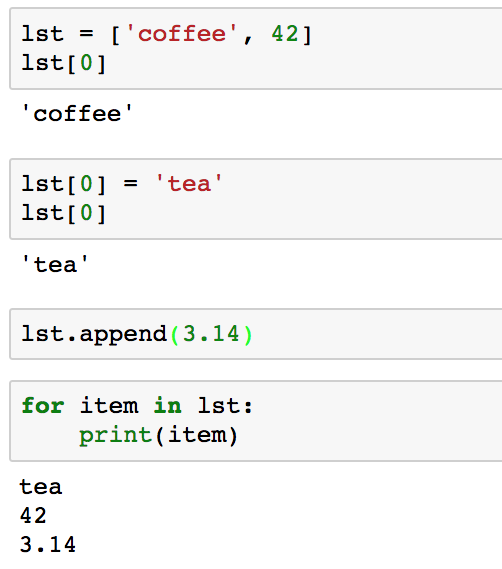 lst = ['coffee', 42]
lst[0]
'coffee'
lst[0] = 'tea'
lst[0]
'tea'
lst.append(3.14)
for item in lst:
    print(item)
tea
42
3.14